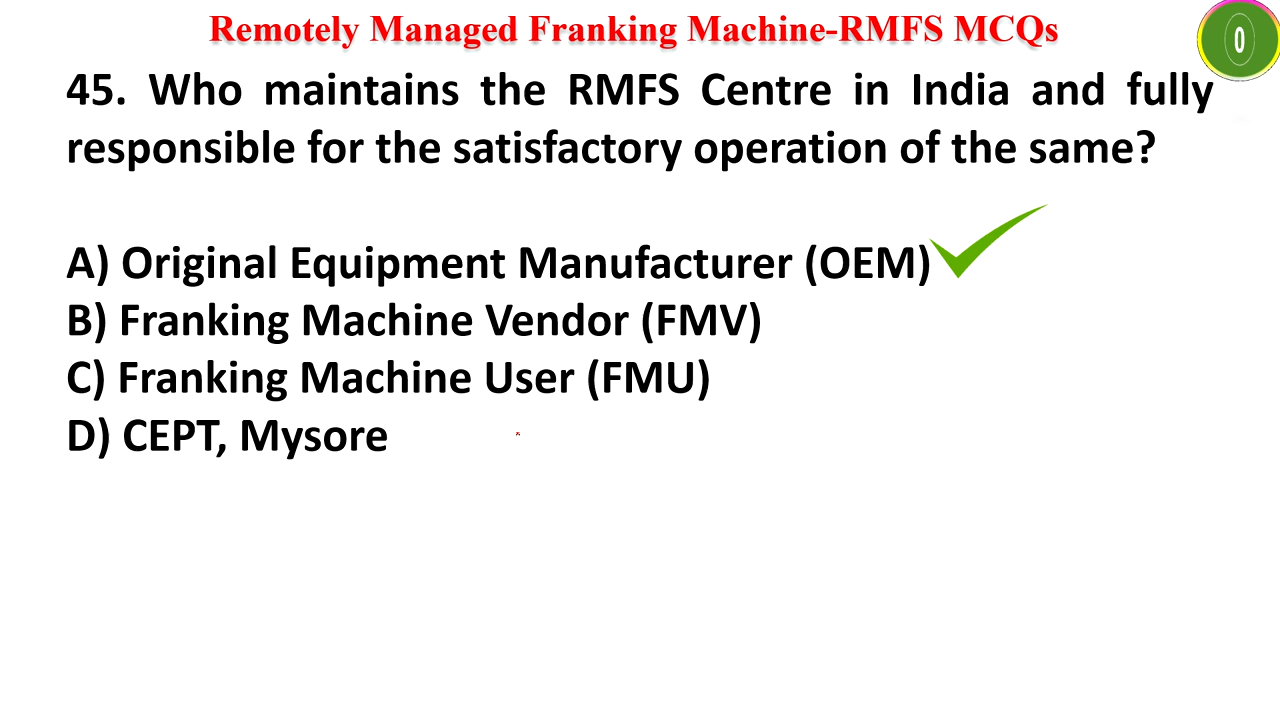 Remotely Managed Franking Machine-RMFS MCQs
0
45. Who maintains the RMFS Centre in India and fully
responsible for the satisfactory operation of the same?
A) Original Equipment Manufacturer (OEM)
B) Franking Machine Vendor (FMV)
C) Franking Machine User (FMU)
D) CEPT, Mysore